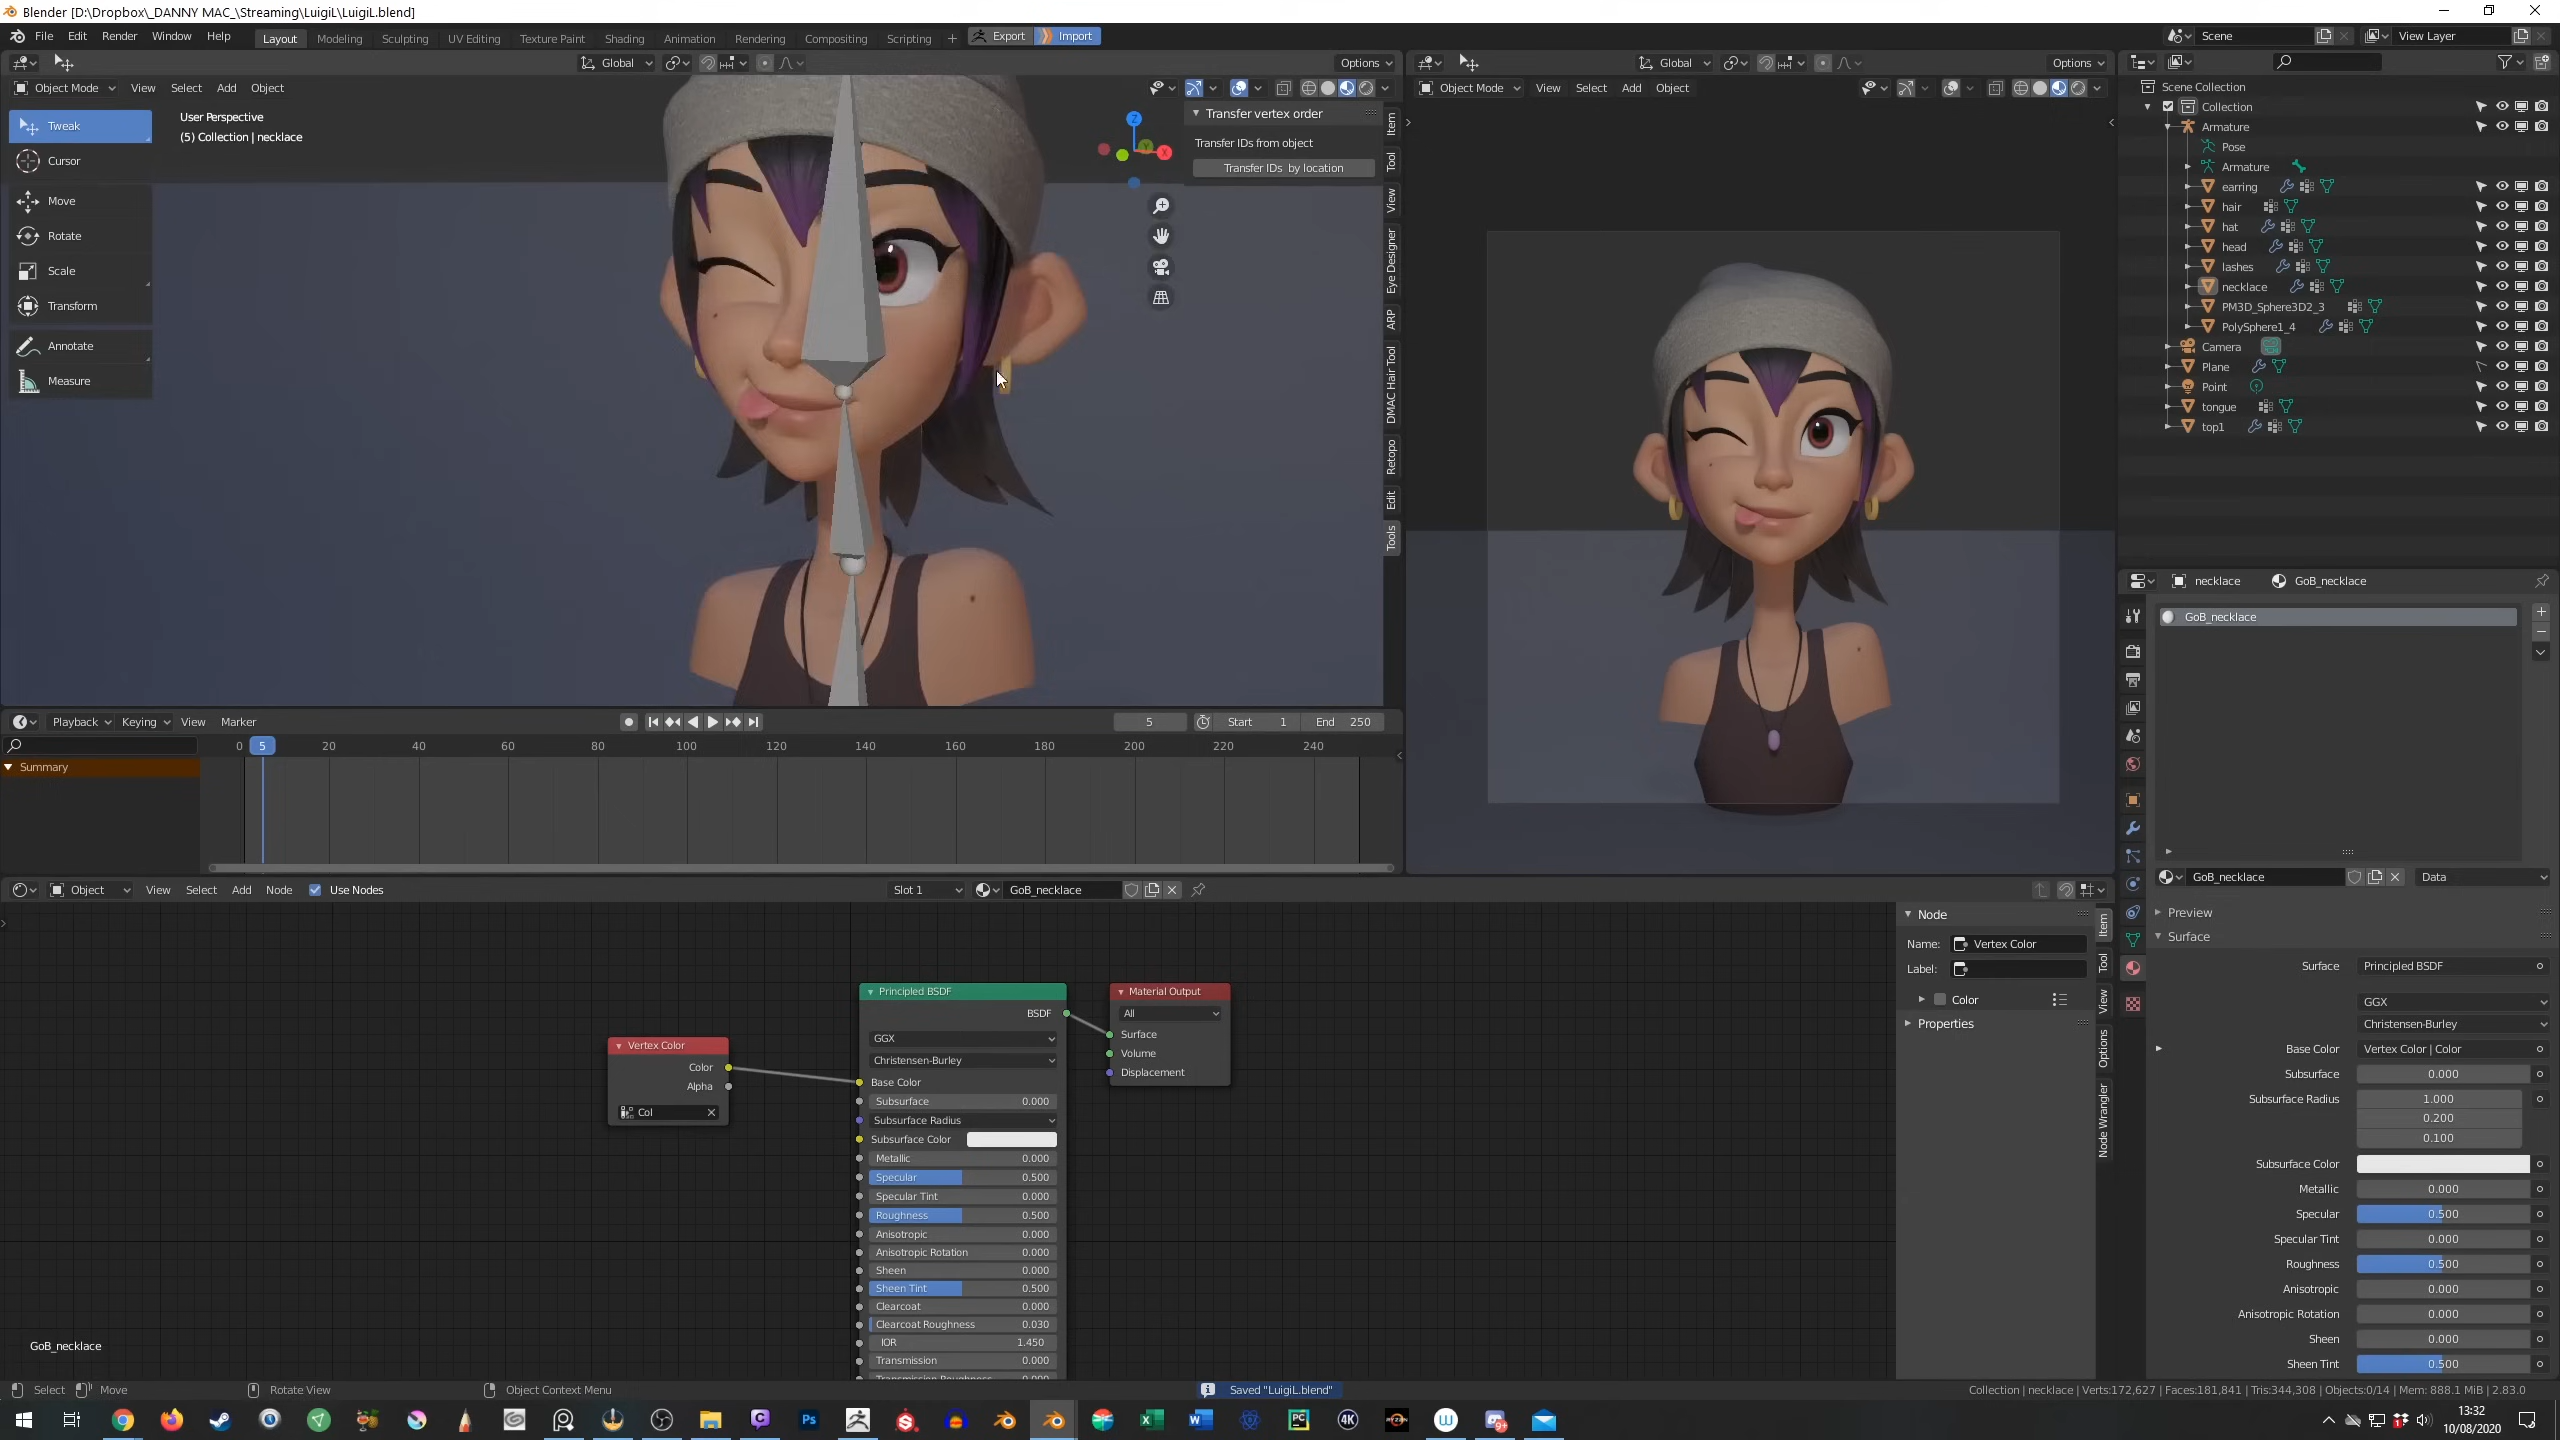 Blender [D:\Dropbox\_DANNY MAC_\Streaming\LuigiL\LuigiL.blend]
File Edit Render Window Help Layout Modeling Sculpting UV Editing Texture Paint Shading Animation Rendering Compositing Scripting + Export Import Scene View Layer
Global Options
Object Mode View Select Add Object
Tweak
Cursor
Move
Rotate
Scale
Transform
Annotate
Measure
User Perspective
(5) Collection | necklace
Z
X
Transfer vertex order
Transfer IDs from object
Transfer IDs by location
Item
Tool
View
Eye Designer
ARP
DMAC Hair Tool
Retopo
Edit
Tools
Global Options
Object Mode View Select Add Object
Scene Collection
Collection
Armature
Pose
Armature
earring
hair
hat
head
lashes
necklace
PM3D_Sphere3D2_3
PolySphere1_4
Camera
Plane
Point
tongue
top1
Playback Keying View Marker 5 Start 1 End 250
0 5 20 40 60 80 100 120 140 160 180 200 220 240
Summary
Object View Select Add Node Use Nodes Slot 1 GoB_necklace
Vertex Color
Color
Alpha
Col
Principled BSDF
BSDF
GGX
Christensen-Burley
Base Color
Subsurface 0.000
Subsurface Radius
Subsurface Color
Metallic 0.000
Specular 0.500
Specular Tint 0.000
Roughness 0.500
Anisotropic 0.000
Anisotropic Rotation 0.000
Sheen 0.000
Sheen Tint 0.500
Clearcoat 0.000
Clearcoat Roughness 0.030
IOR 1.450
Transmission 0.000
Material Output
All
Surface
Volume
Displacement
GoB_necklace
Node
Name: Vertex Color
Label:
Color
Properties
Item
Tool
View
Options
Node Wrangler
necklace GoB_necklace
GoB_necklace
GoB_necklace Data
Preview
Surface
Surface Principled BSDF
GGX
Christensen-Burley
Base Color Vertex Color | Color
Subsurface 0.000
Subsurface Radius 1.000
0.200
0.100
Subsurface Color
Metallic 0.000
Specular 0.500
Specular Tint 0.000
Roughness 0.500
Anisotropic 0.000
Anisotropic Rotation 0.000
Sheen 0.000
Sheen Tint 0.500
Select Move Rotate View Object Context Menu Saved "LuigiL.blend" Collection | necklace | Verts:172,627 | Faces:181,841 | Tris:344,308 | Objects:0/14 | Mem: 888.1 MiB | 2.83.0
Ps
PC
4K
W
9+
13:32
10/08/2020